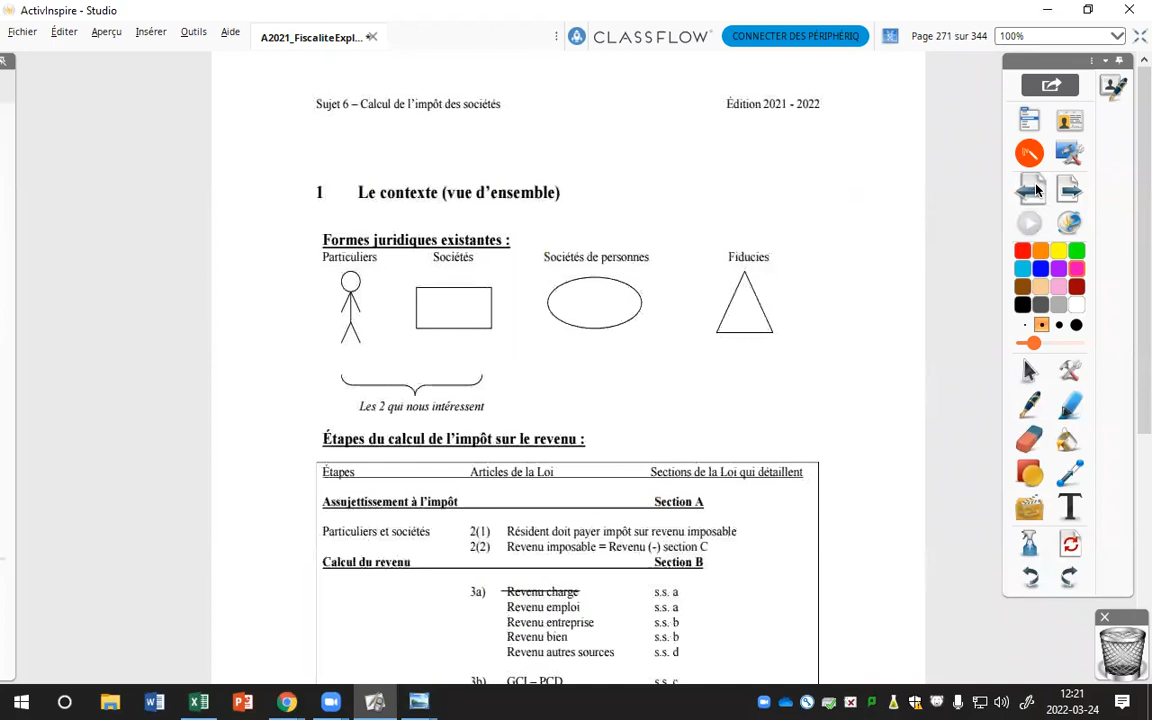 ActivInspire - Studio
Fichier Éditer Aperçu Insérer Outils Aide A2021_FiscaliteExpl...
CLASSFLOW CONNECTER DES PÉRIPHÉRIQ Page 271 sur 344 100%
Sujet 6 – Calcul de l'impôt des sociétés Édition 2021 - 2022
1 Le contexte (vue d'ensemble)
Formes juridiques existantes :
Particuliers Sociétés Sociétés de personnes Fiducies
Les 2 qui nous intéressent
Étapes du calcul de l'impôt sur le revenu :
Étapes Articles de la Loi Sections de la Loi qui détaillent
Assujettissement à l'impôt Section A
Particuliers et sociétés 2(1) Résident doit payer impôt sur revenu imposable
2(2) Revenu imposable = Revenu (-) section C
Calcul du revenu Section B
3a) Revenu charge s.s. a
Revenu emploi s.s. a
Revenu entreprise s.s. b
Revenu bien s.s. b
Revenu autres sources s.s. d
3b) GCI – PCD s.s. c
12:21
2022-03-24